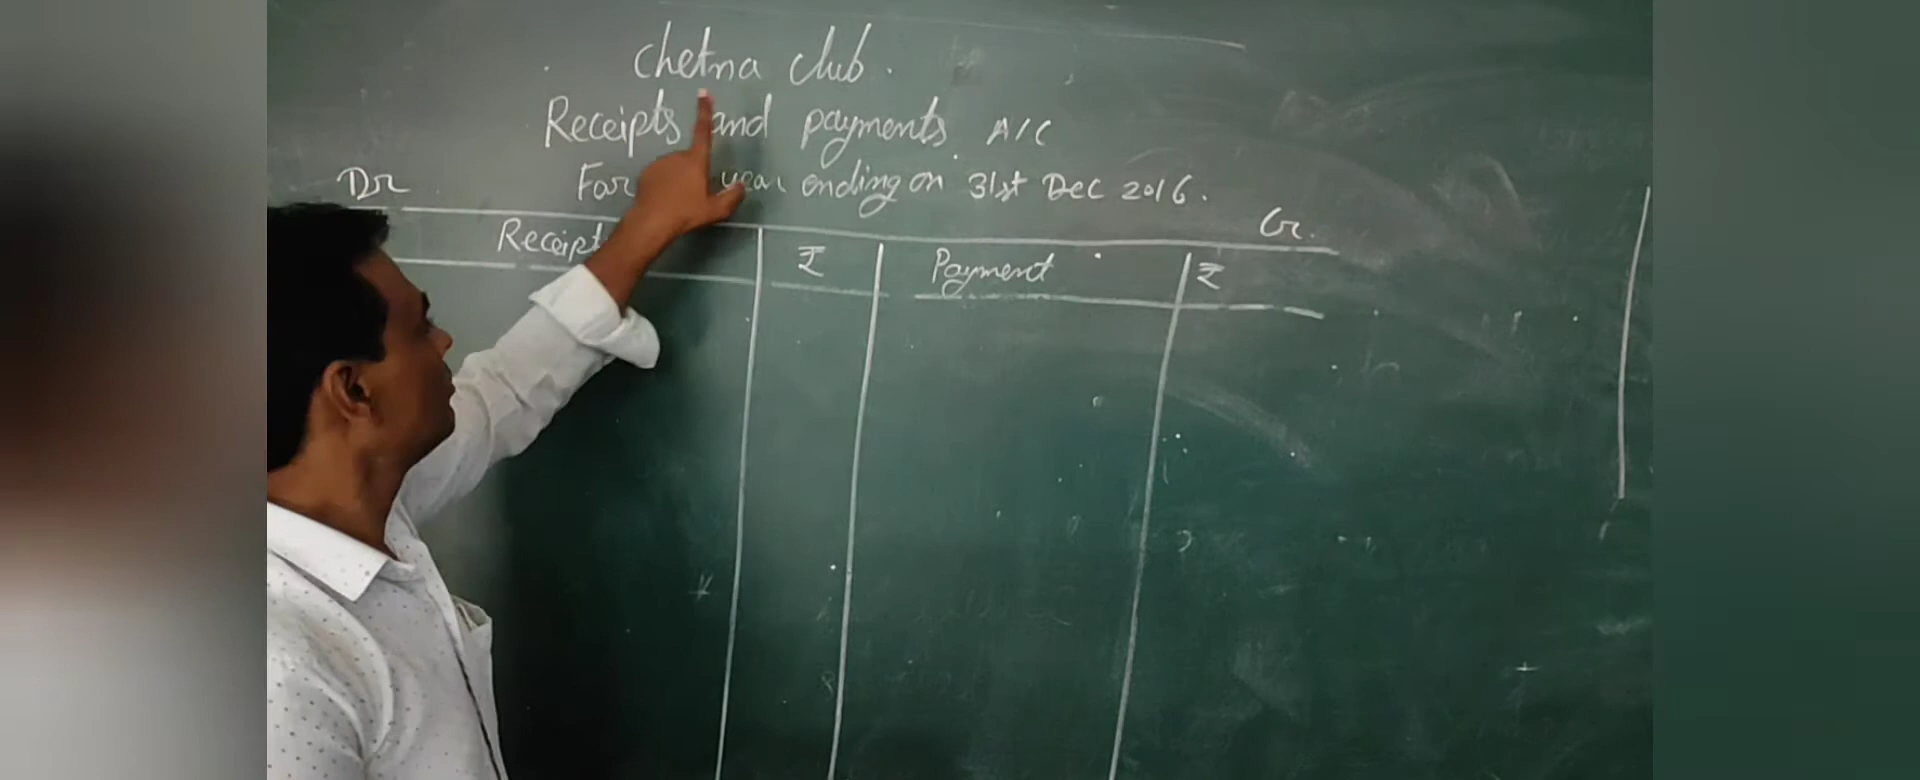 Chetna Club.
Receipts and payments A/C
Dr
For year ending on 31st Dec 2016.
Cr.
Receipt ₹ Payment ₹